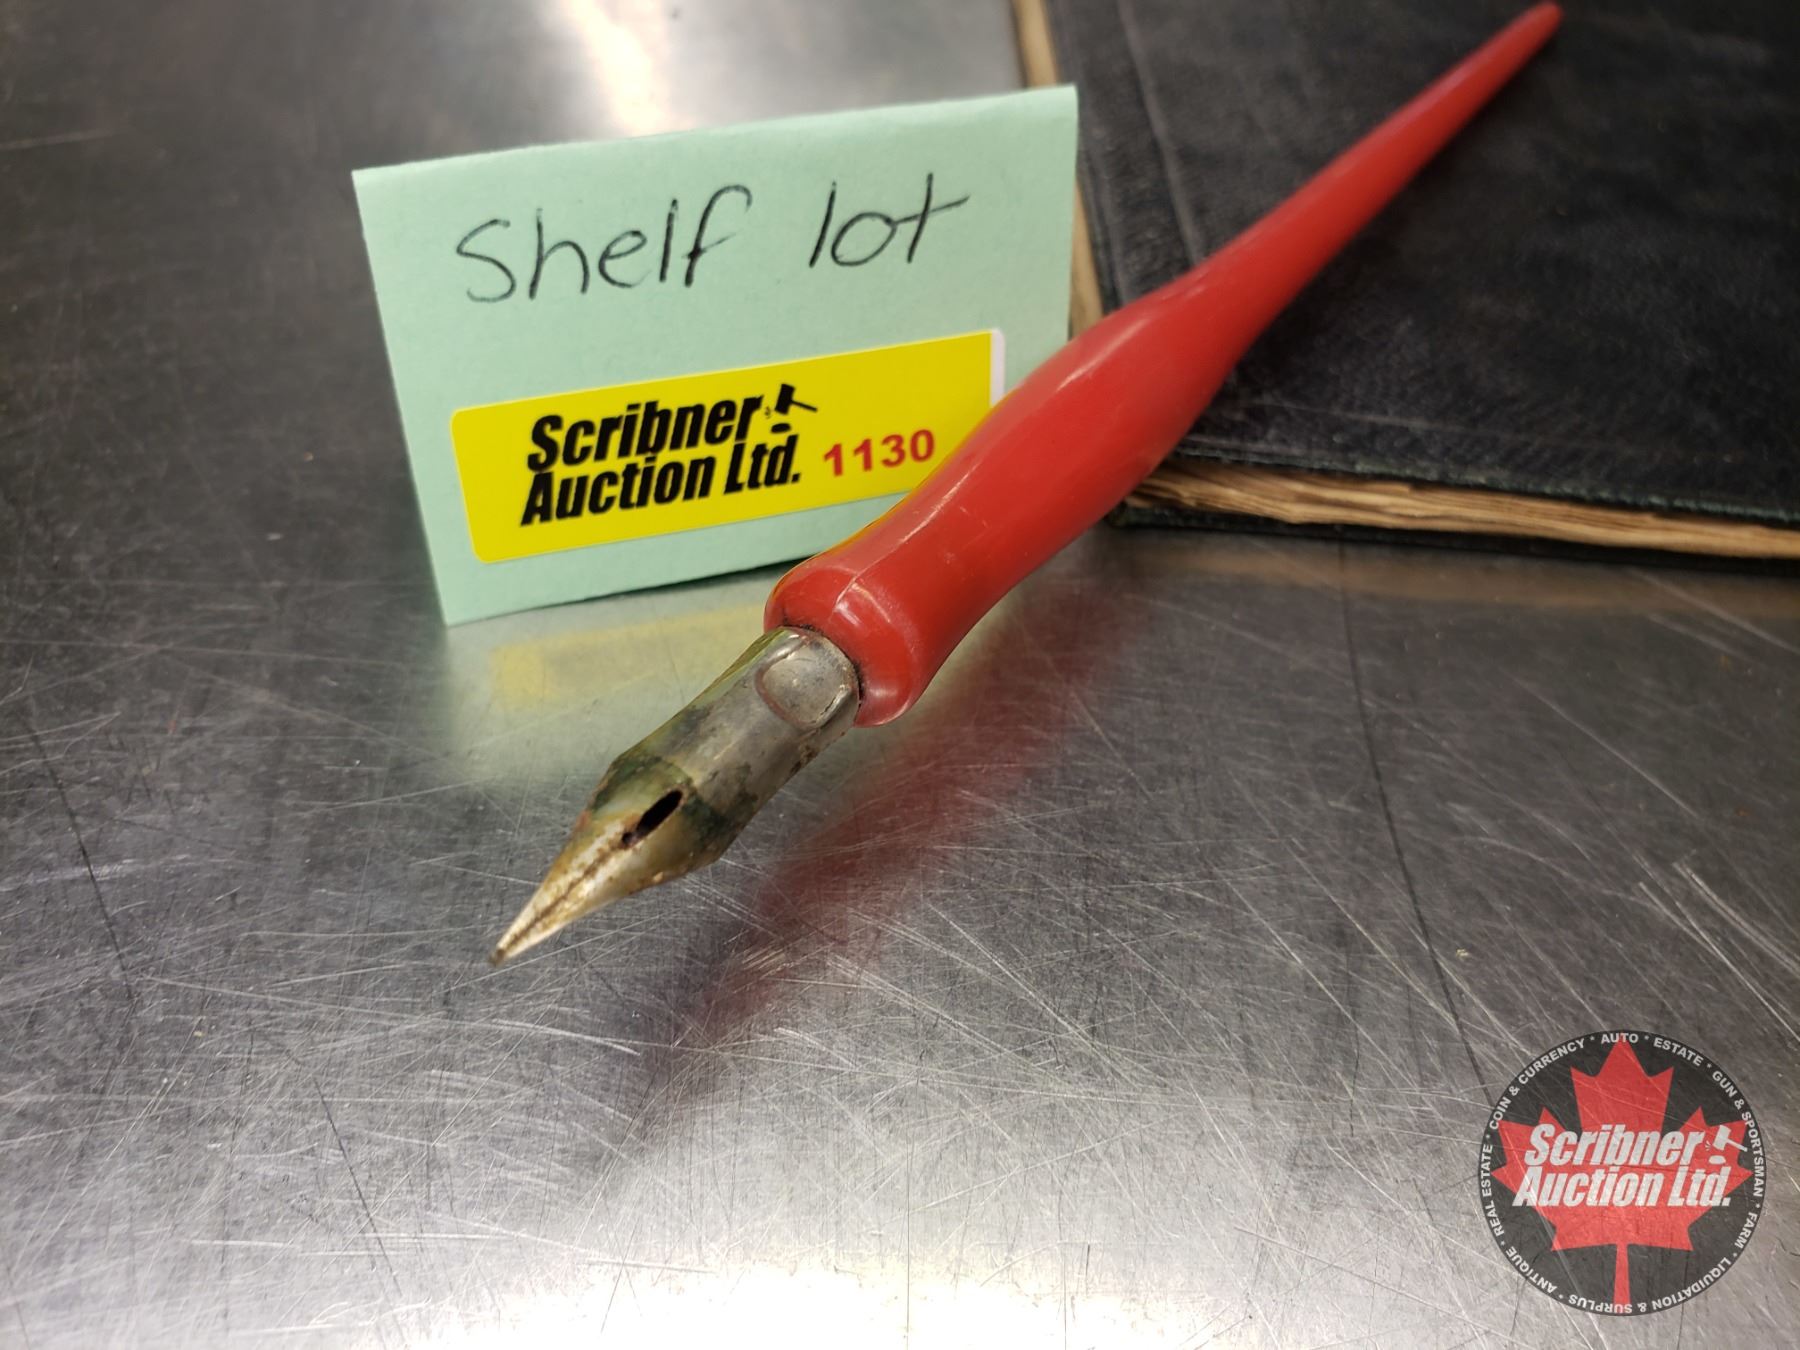 Shelf lot
Scribner
Auction Ltd. 1130
COIN & CURRENCY * AUTO * ESTATE * GUN & SPORTSMAN * FARM * LIQUIDATION & SURPLUS * ANTIQUE * REAL ESTATE *
Scribner
Auction Ltd.